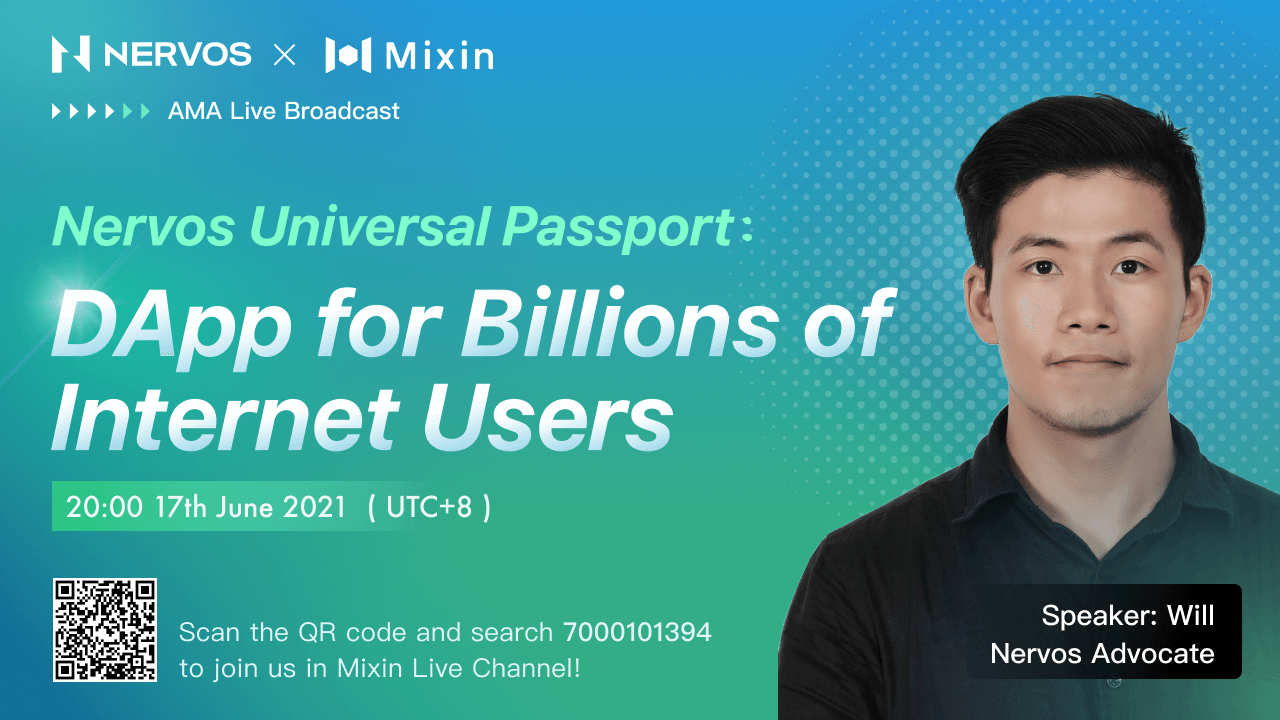 NERVOS × Mixin
AMA Live Broadcast
Nervos Universal Passport:
DApp for Billions of
Internet Users
20:00 17th June 2021 ( UTC+8 )
Scan the QR code and search 7000101394
to join us in Mixin Live Channel!
Speaker: Will
Nervos Advocate